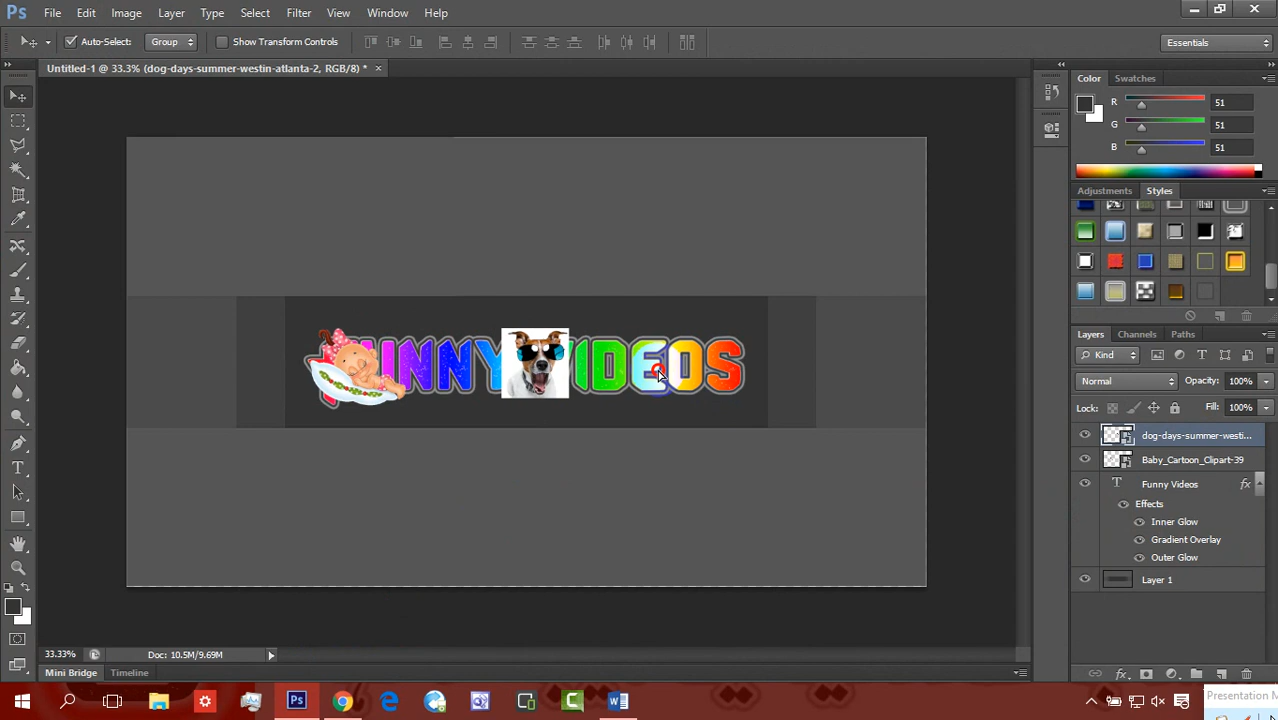 Ps File Edit Image Layer Type Select Filter View Window Help
Auto-Select: Group Show Transform Controls Essentials
Untitled-1 @ 33.3% (dog-days-summer-westin-atlanta-2, RGB/8) * ×
Color Swatches
R 51
G 51
B 51
Adjustments Styles
UNNY VIDEOS
Layers Channels Paths
Kind
Normal Opacity: 100%
Lock: Fill: 100%
dog-days-summer-westi...
Baby_Cartoon_Clipart-39
T Funny Videos fx
Effects
Inner Glow
Gradient Overlay
Outer Glow
Layer 1
33.33% Doc: 10.5M/9.69M
Mini Bridge Timeline
Presentation M